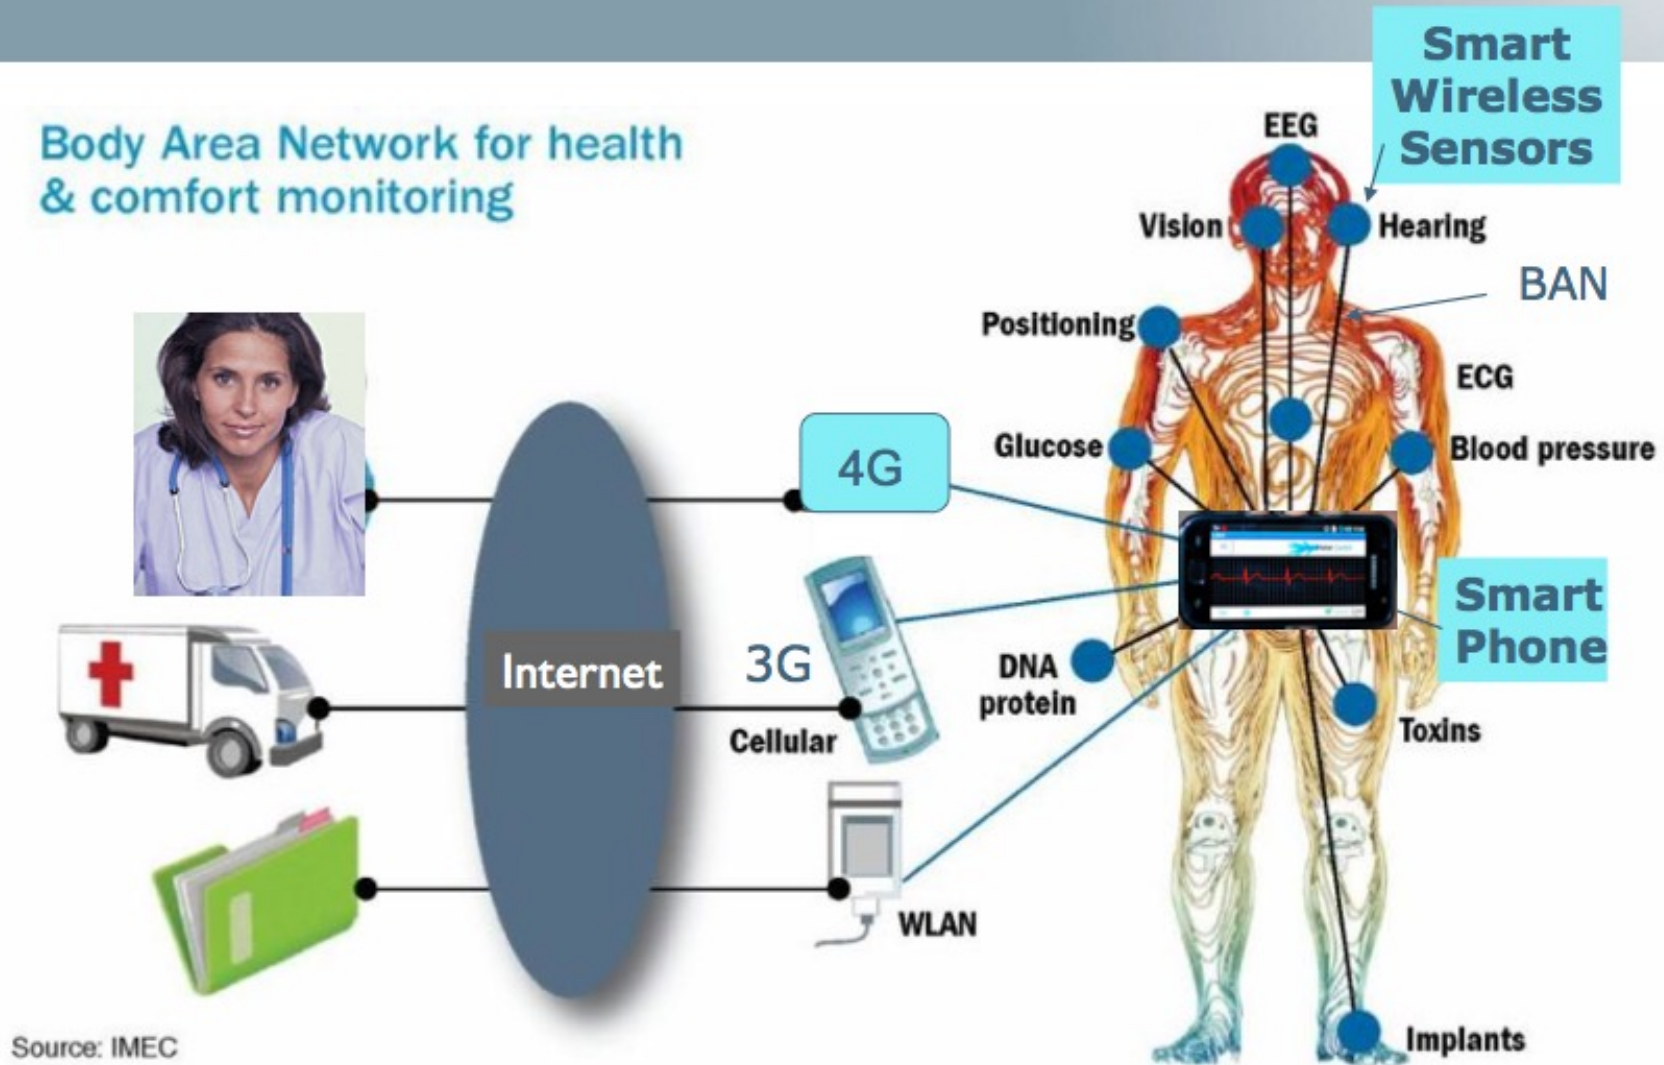 Body Area Network for health
& comfort monitoring
Smart
Wireless
Sensors
EEG
Vision
Hearing
BAN
Positioning
ECG
Glucose
Blood pressure
4G
Smart
Phone
Internet
3G
Cellular
DNA
protein
Toxins
WLAN
Implants
Source: IMEC